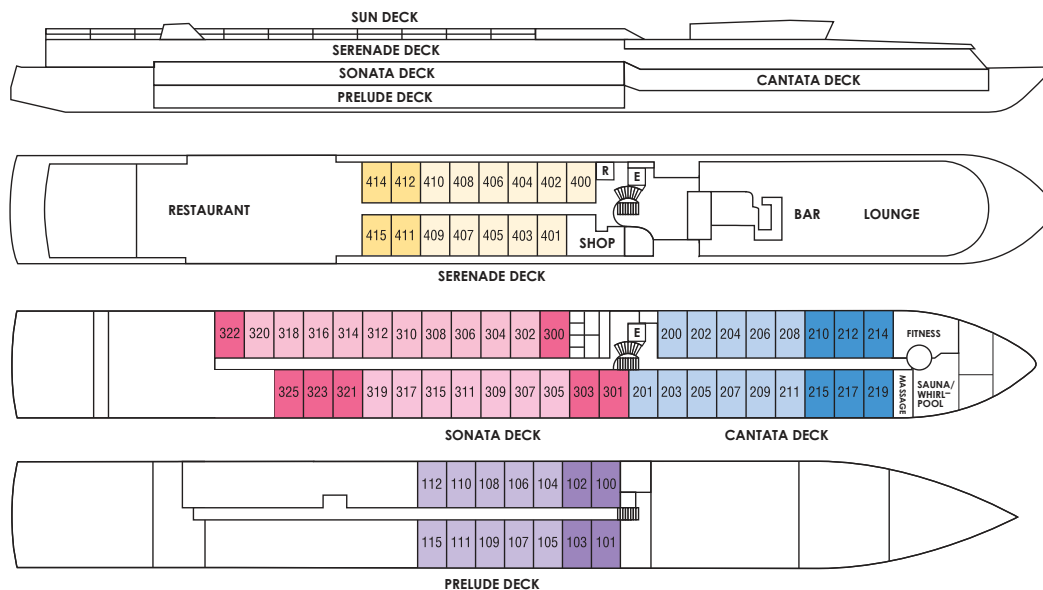 SUN DECK
SERENADE DECK
SONATA DECK
CANTATA DECK
PRELUDE DECK
414 412 410 408 406 404 402 400 R E
RESTAURANT BAR LOUNGE
415 411 409 407 405 403 401 SHOP
SERENADE DECK
322 320 318 316 314 312 310 308 306 304 302 300 E 200 202 204 206 208 210 212 214 FITNESS
325 323 321 319 317 315 311 309 307 305 303 301 201 203 205 207 209 211 215 217 219 MASSAGE SAUNA/
WHIRL–
POOL
SONATA DECK CANTATA DECK
112 110 108 106 104 102 100
115 111 109 107 105 103 101
PRELUDE DECK